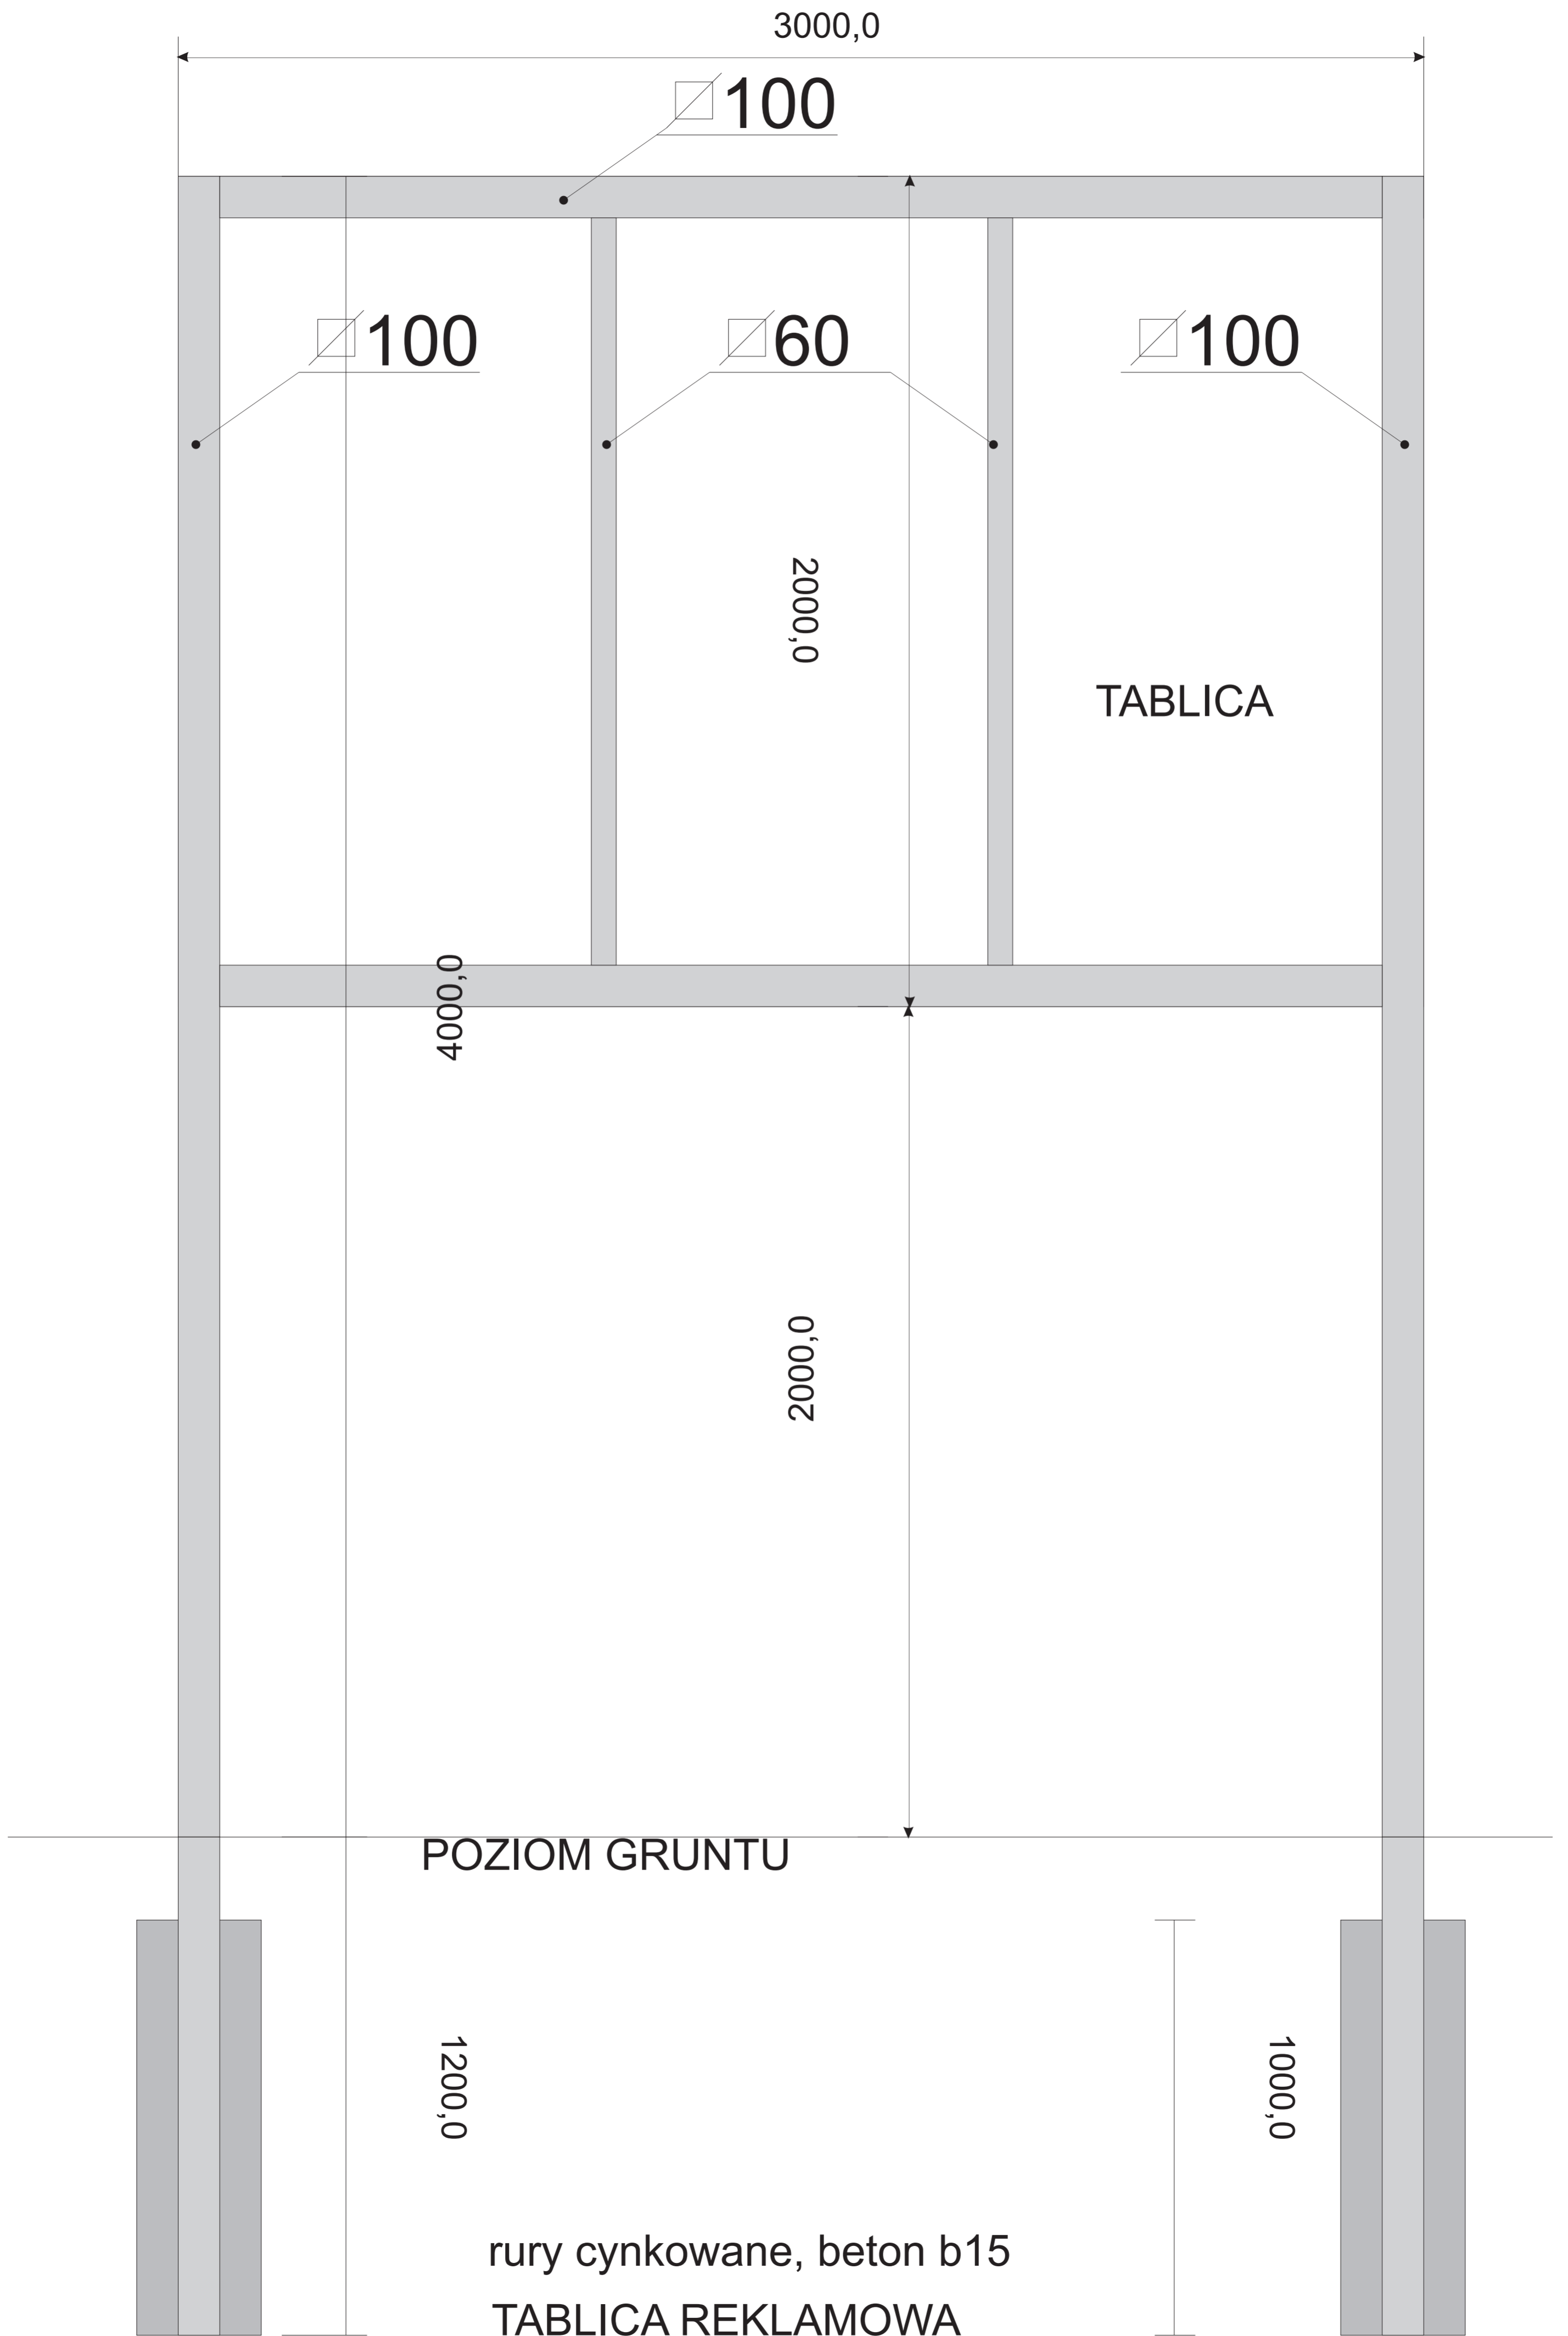 3000,0
100
100
60
100
2000,0
TABLICA
4000,0
2000,0
POZIOM GRUNTU
1200,0
1000,0
rury cynkowane, beton b15
TABLICA REKLAMOWA